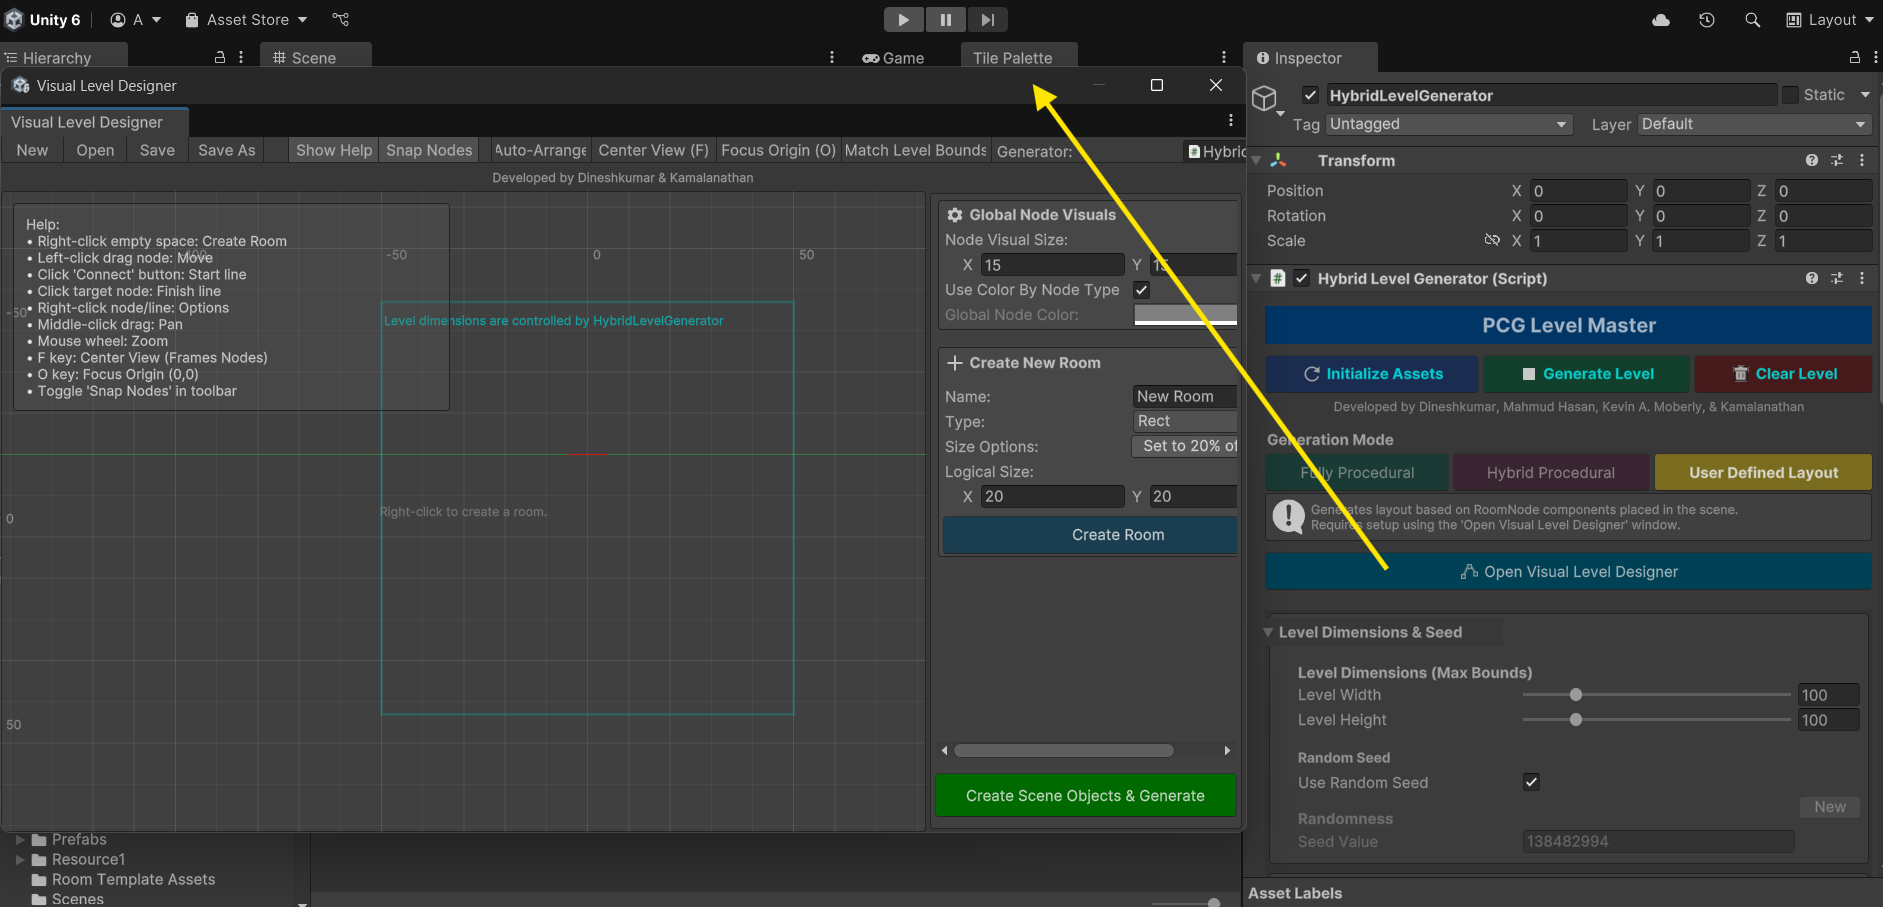 Unity 6 A Asset Store Layout
Hierarchy Scene Game Tile Palette Inspector
Visual Level Designer
Visual Level Designer
New Open Save Save As Show Help Snap Nodes Auto-Arrange Center View (F) Focus Origin (O) Match Level Bounds Generator: Hybri
Developed by Dineshkumar & Kamalanathan
Help:
• Right-click empty space: Create Room
• Left-click drag node: Move
• Click 'Connect' button: Start line
• Click target node: Finish line
• Right-click node/line: Options
• Middle-click drag: Pan
• Mouse wheel: Zoom
• F key: Center View (Frames Nodes)
• O key: Focus Origin (0,0)
• Toggle 'Snap Nodes' in toolbar
-100 -50 0 50
-50
0
50
Level dimensions are controlled by HybridLevelGenerator
Right-click to create a room.
Global Node Visuals
Node Visual Size:
X 15 Y 15
Use Color By Node Type
Global Node Color:
Create New Room
Name: New Room
Type: Rect
Size Options: Set to 20% of
Logical Size:
X 20 Y 20
Create Room
Create Scene Objects & Generate
Prefabs
Resource1
Room Template Assets
Scenes
HybridLevelGenerator Static
Tag Untagged Layer Default
Transform
Position X 0 Y 0 Z 0
Rotation X 0 Y 0 Z 0
Scale X 1 Y 1 Z 1
# Hybrid Level Generator (Script)
PCG Level Master
Initialize Assets Generate Level Clear Level
Developed by Dineshkumar, Mahmud Hasan, Kevin A. Moberly, & Kamalanathan
Generation Mode
Fully Procedural Hybrid Procedural User Defined Layout
Generates layout based on RoomNode components placed in the scene.
Requires setup using the 'Open Visual Level Designer' window.
Open Visual Level Designer
Level Dimensions & Seed
Level Dimensions (Max Bounds)
Level Width 100
Level Height 100
Random Seed
Use Random Seed
New
Randomness
Seed Value 138482994
Asset Labels